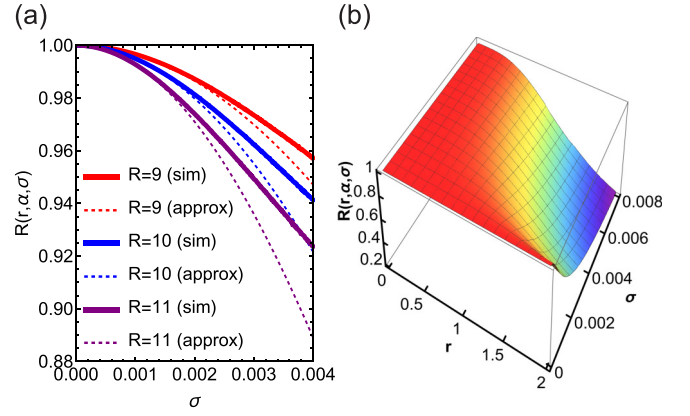 (a)
1.00
0.98
0.96
0.94
0.92
0.90
0.88
R(r,α,σ)
R=9 (sim)
R=9 (approx)
R=10 (sim)
R=10 (approx)
R=11 (sim)
R=11 (approx)
0.000
0.001
0.002
0.003
0.004
σ
(b)
R(r,α,σ)
1
0.8
0.6
0.4
0.2
0
0.5
1
1.5
2
r
0
0.002
0.004
0.006
0.008
σ